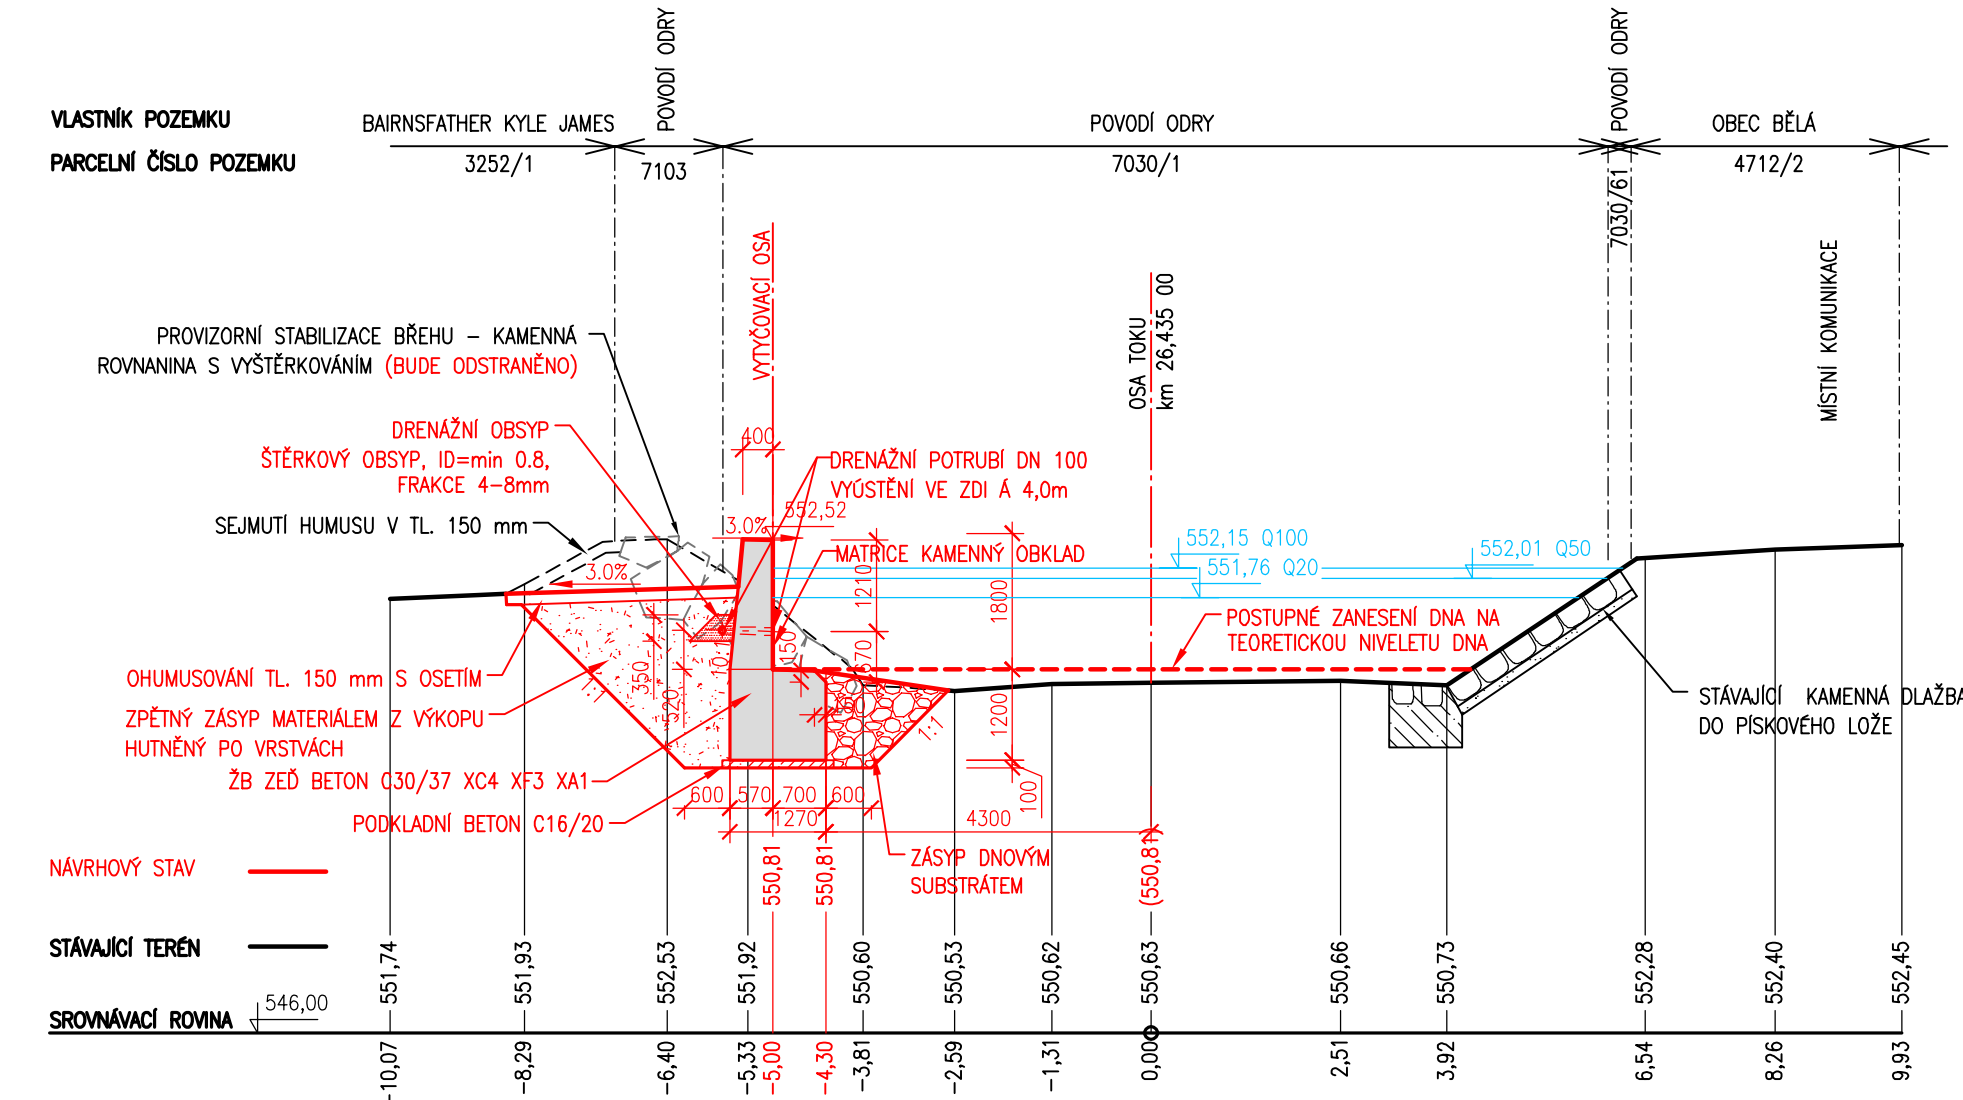 POVODÍ ODRY
POVODÍ ODRY
VLASTNÍK POZEMKU
BAIRNSFATHER KYLE JAMES
POVODÍ ODRY
OBEC BĚLÁ
PARCELNÍ ČÍSLO POZEMKU
3252/1
7103
7030/1
7030/61
4712/2
VYTYČOVACÍ OSA
OSA TOKU
km 26,435 00
MÍSTNÍ KOMUNIKACE
PROVIZORNÍ STABILIZACE BŘEHU – KAMENNÁ
ROVNANINA S VYŠTĚRKOVÁNÍM (BUDE ODSTRANĚNO)
DRENÁŽNÍ OBSYP
ŠTĚRKOVÝ OBSYP, ID=min 0.8,
FRAKCE 4-8mm
400
DRENÁŽNÍ POTRUBÍ DN 100
VYÚSTĚNÍ VE ZDI Á 4,0m
SEJMUTÍ HUMUSU V TL. 150 mm
3.0%
552,52
MATRICE KAMENNÝ OBKLAD
552,15 Q100
552,01 Q50
551,76 Q20
3.0%
1210
1800
POSTUPNÉ ZANESENÍ DNA NA
TEORETICKOU NIVELETU DNA
150
670
10:1
350
520
1:1
OHUMUSOVÁNÍ TL. 150 mm S OSETÍM
ZPĚTNÝ ZÁSYP MATERIÁLEM Z VÝKOPU
HUTNĚNÝ PO VRSTVÁCH
1200
1:1
STÁVAJÍCÍ KAMENNÁ DLAŽBA
DO PÍSKOVÉHO LOŽE
ŽB ZEĎ BETON C30/37 XC4 XF3 XA1
600
570
700
600
100
PODKLADNÍ BETON C16/20
1270
4300
ZÁSYP DNOVÝM
SUBSTRÁTEM
550,81
550,81
(550,81)
NÁVRHOVÝ STAV
STÁVAJÍCÍ TERÉN
551,74
551,93
552,53
551,92
550,60
550,53
550,62
550,63
550,66
550,73
552,28
552,40
552,45
546,00
SROVNÁVACÍ ROVINA
-10,07
-8,29
-6,40
-5,33
-5,00
-4,30
-3,81
-2,59
-1,31
0,00
2,51
3,92
6,54
8,26
9,93